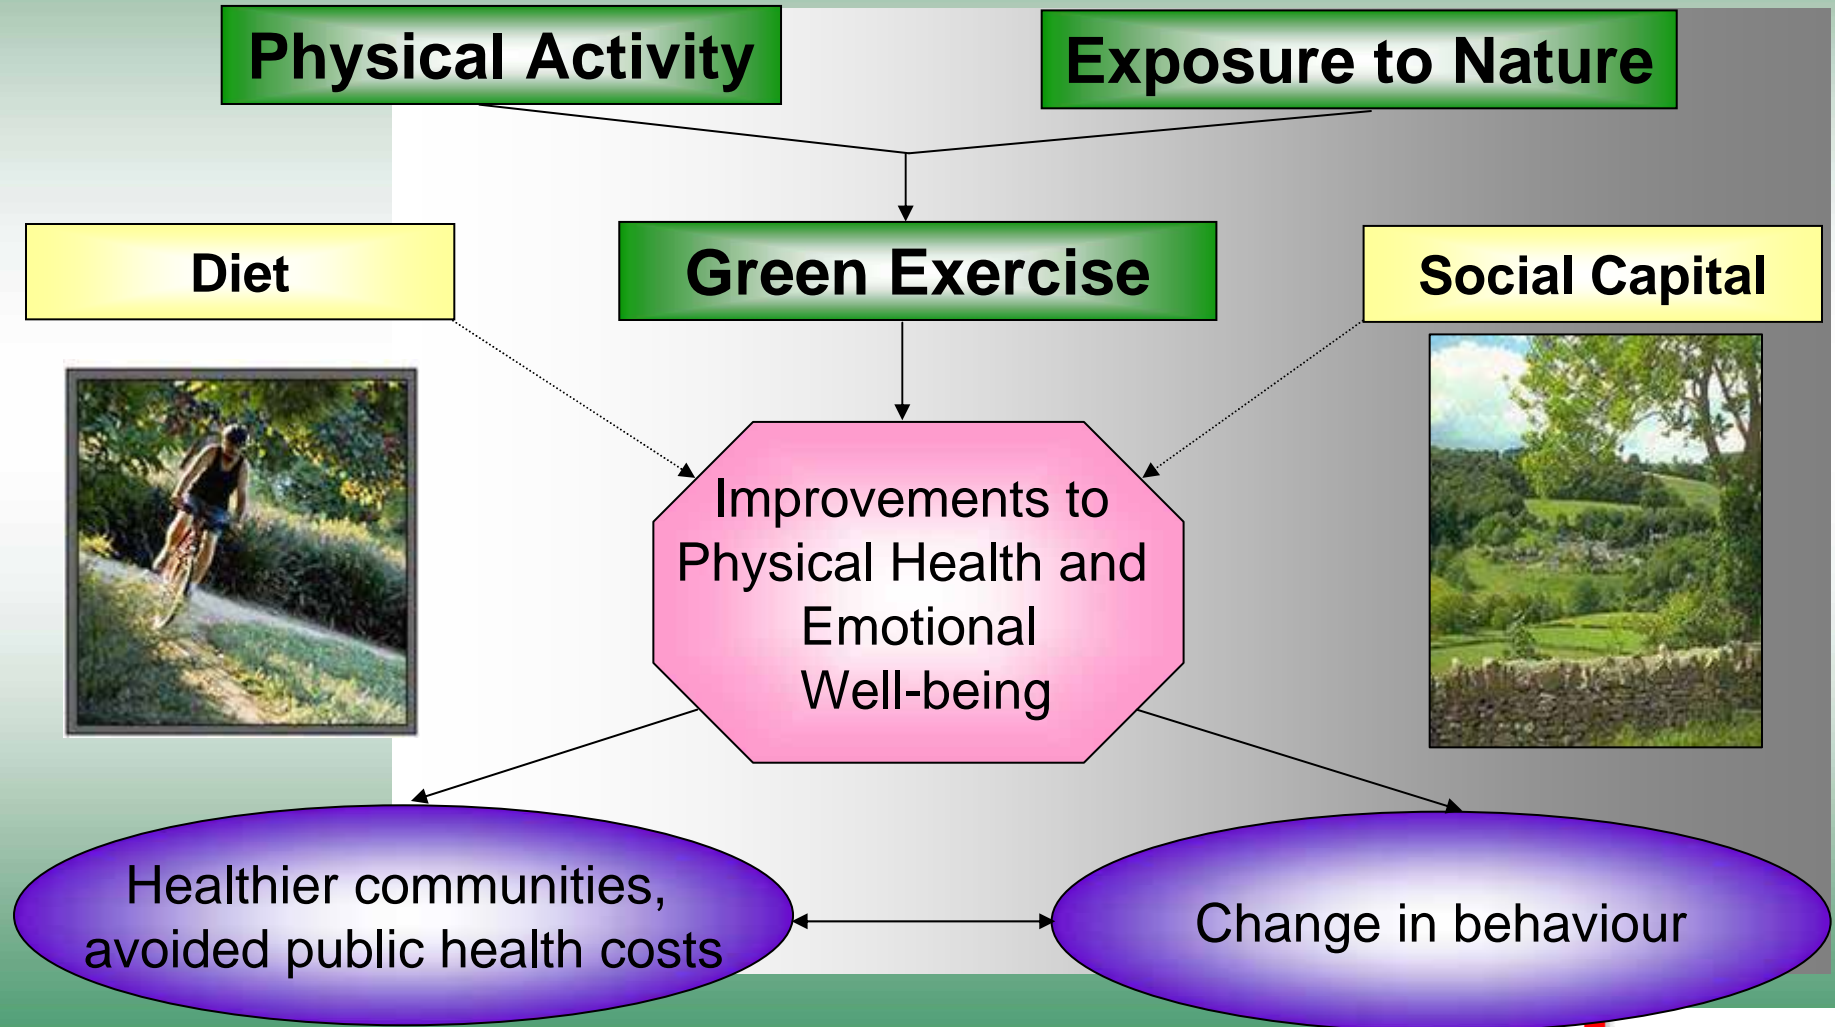 Physical Activity
Exposure to Nature
Diet
Green Exercise
Social Capital
Improvements to
Physical Health and
Emotional
Well-being
Healthier communities,
avoided public health costs
Change in behaviour